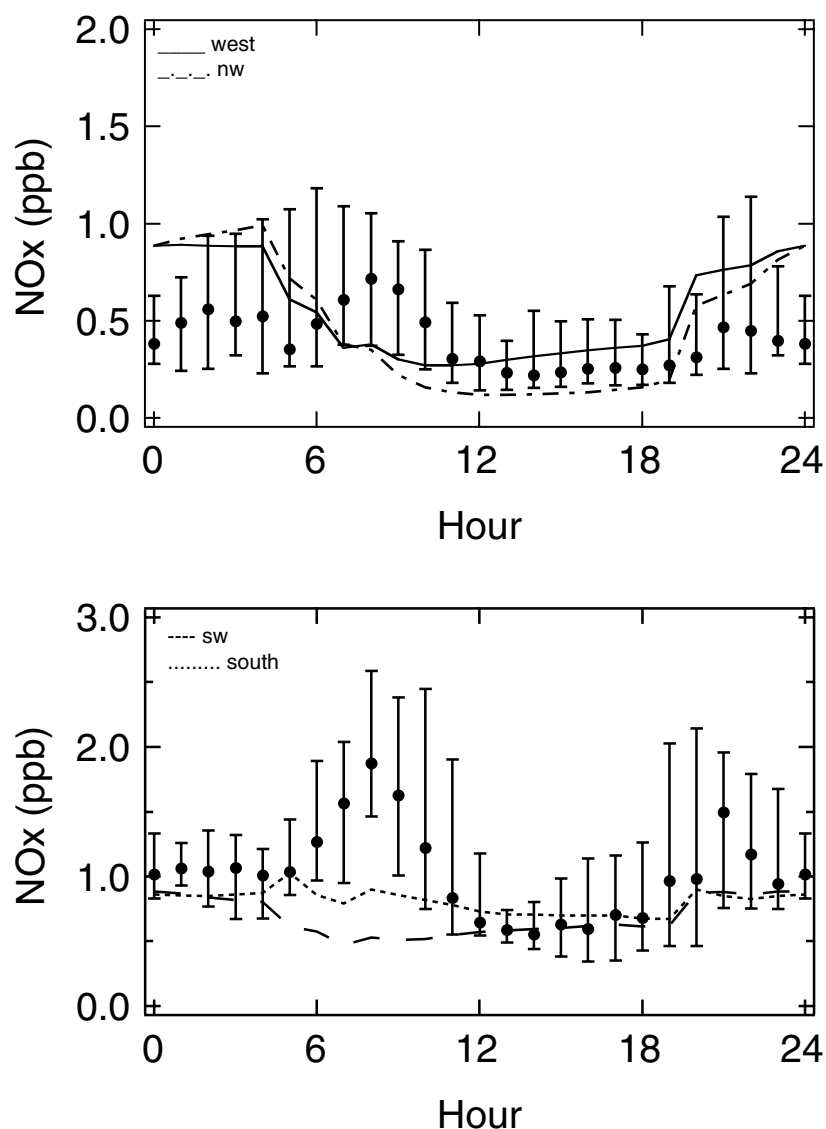 2.0
____ west
_._._. nw
1.5
NOx (ppb)
1.0
0.5
0.0
0 6 12 18 24
Hour
3.0
---- sw
......... south
2.0
NOx (ppb)
1.0
0.0
0 6 12 18 24
Hour